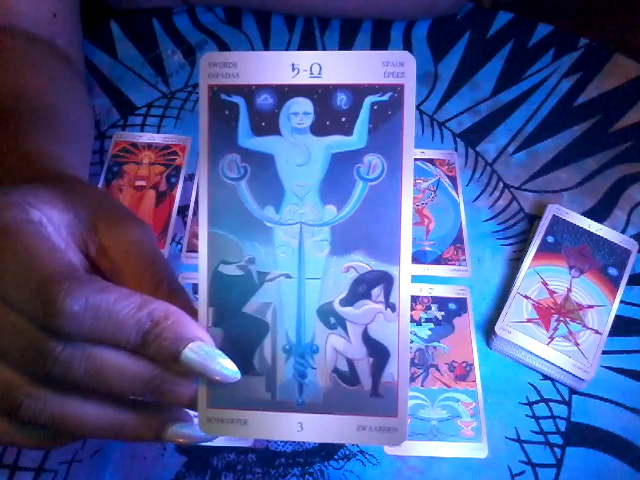 SWORDS
ESPADAS
♄-♎
SPADE
ÉPÉES
♎
♄
SCHWERTER
3
ZWAARDEN